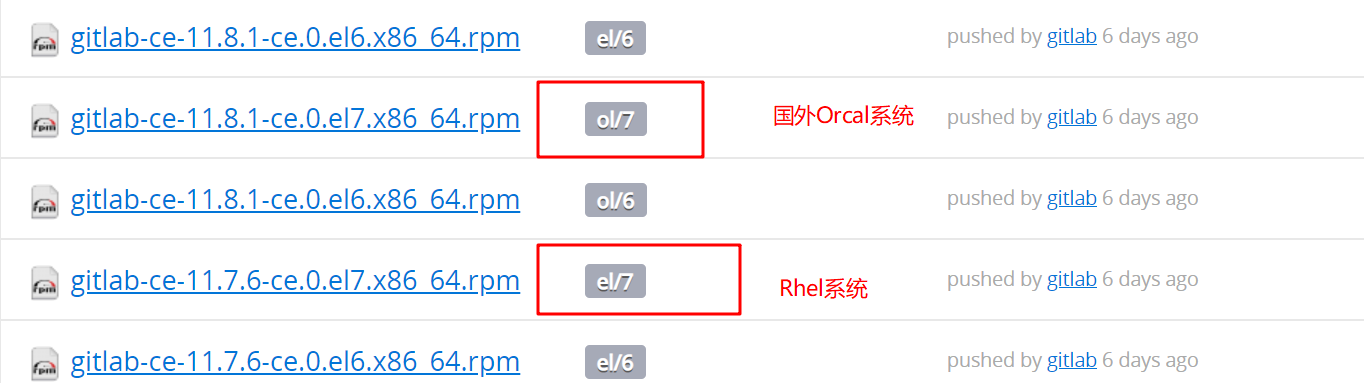 gitlab-ce-11.8.1-ce.0.el6.x86_64.rpm el/6 pushed by gitlab 6 days ago
gitlab-ce-11.8.1-ce.0.el7.x86_64.rpm ol/7 国外Orcal系统 pushed by gitlab 6 days ago
gitlab-ce-11.8.1-ce.0.el6.x86_64.rpm ol/6 pushed by gitlab 6 days ago
gitlab-ce-11.7.6-ce.0.el7.x86_64.rpm el/7 Rhel系统 pushed by gitlab 6 days ago
gitlab-ce-11.7.6-ce.0.el6.x86_64.rpm el/6 pushed by gitlab 6 days ago